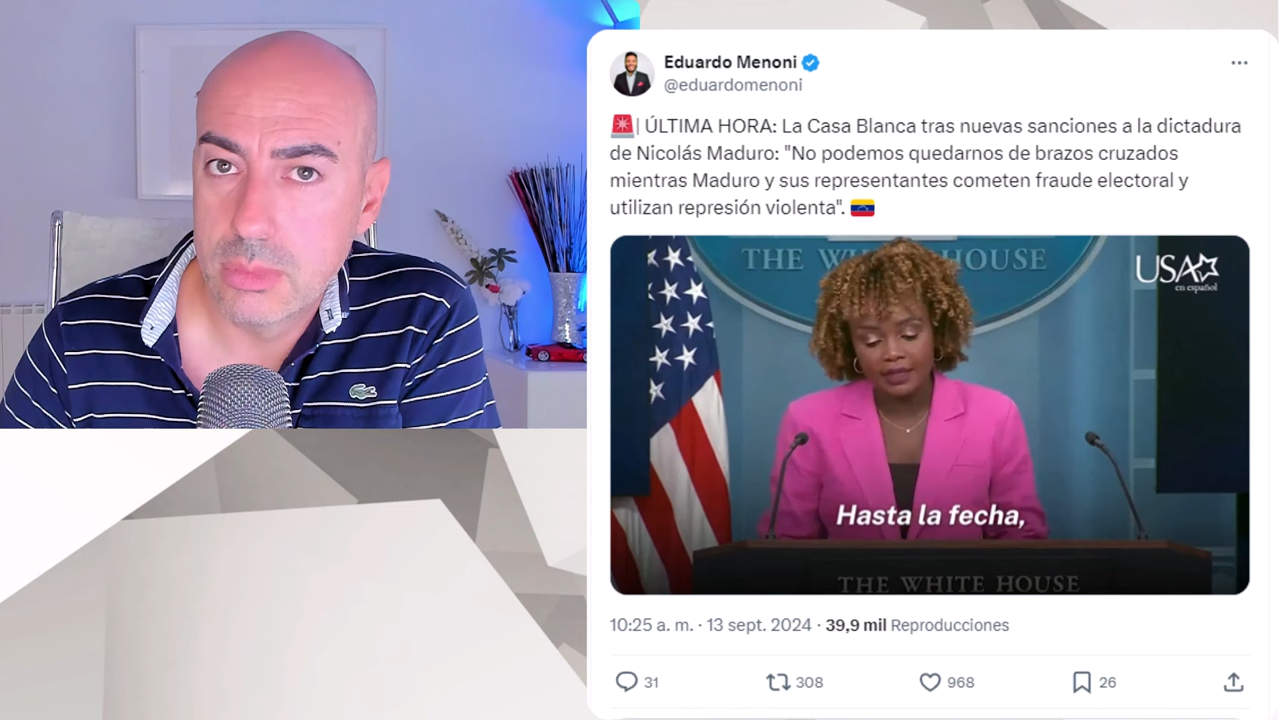 Eduardo Menoni
@eduardomenoni
| ÚLTIMA HORA: La Casa Blanca tras nuevas sanciones a la dictadura
de Nicolás Maduro: "No podemos quedarnos de brazos cruzados
mientras Maduro y sus representantes cometen fraude electoral y
utilizan represión violenta".
THE WHITE HOUSE
USA
en español
Hasta la fecha,
THE WHITE HOUSE
10:25 a. m. · 13 sept. 2024 · 39,9 mil Reproducciones
31 308 968 26